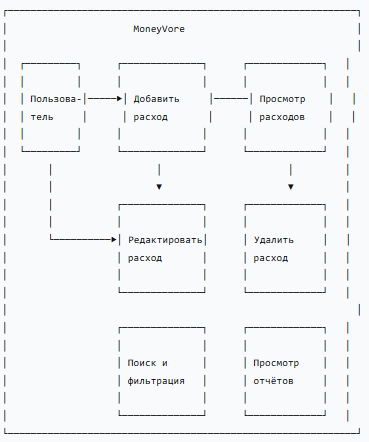 MoneyVore
Пользова-
тель
Добавить
расход
Просмотр
расходов
Редактировать
расход
Удалить
расход
Поиск и
фильтрация
Просмотр
отчётов